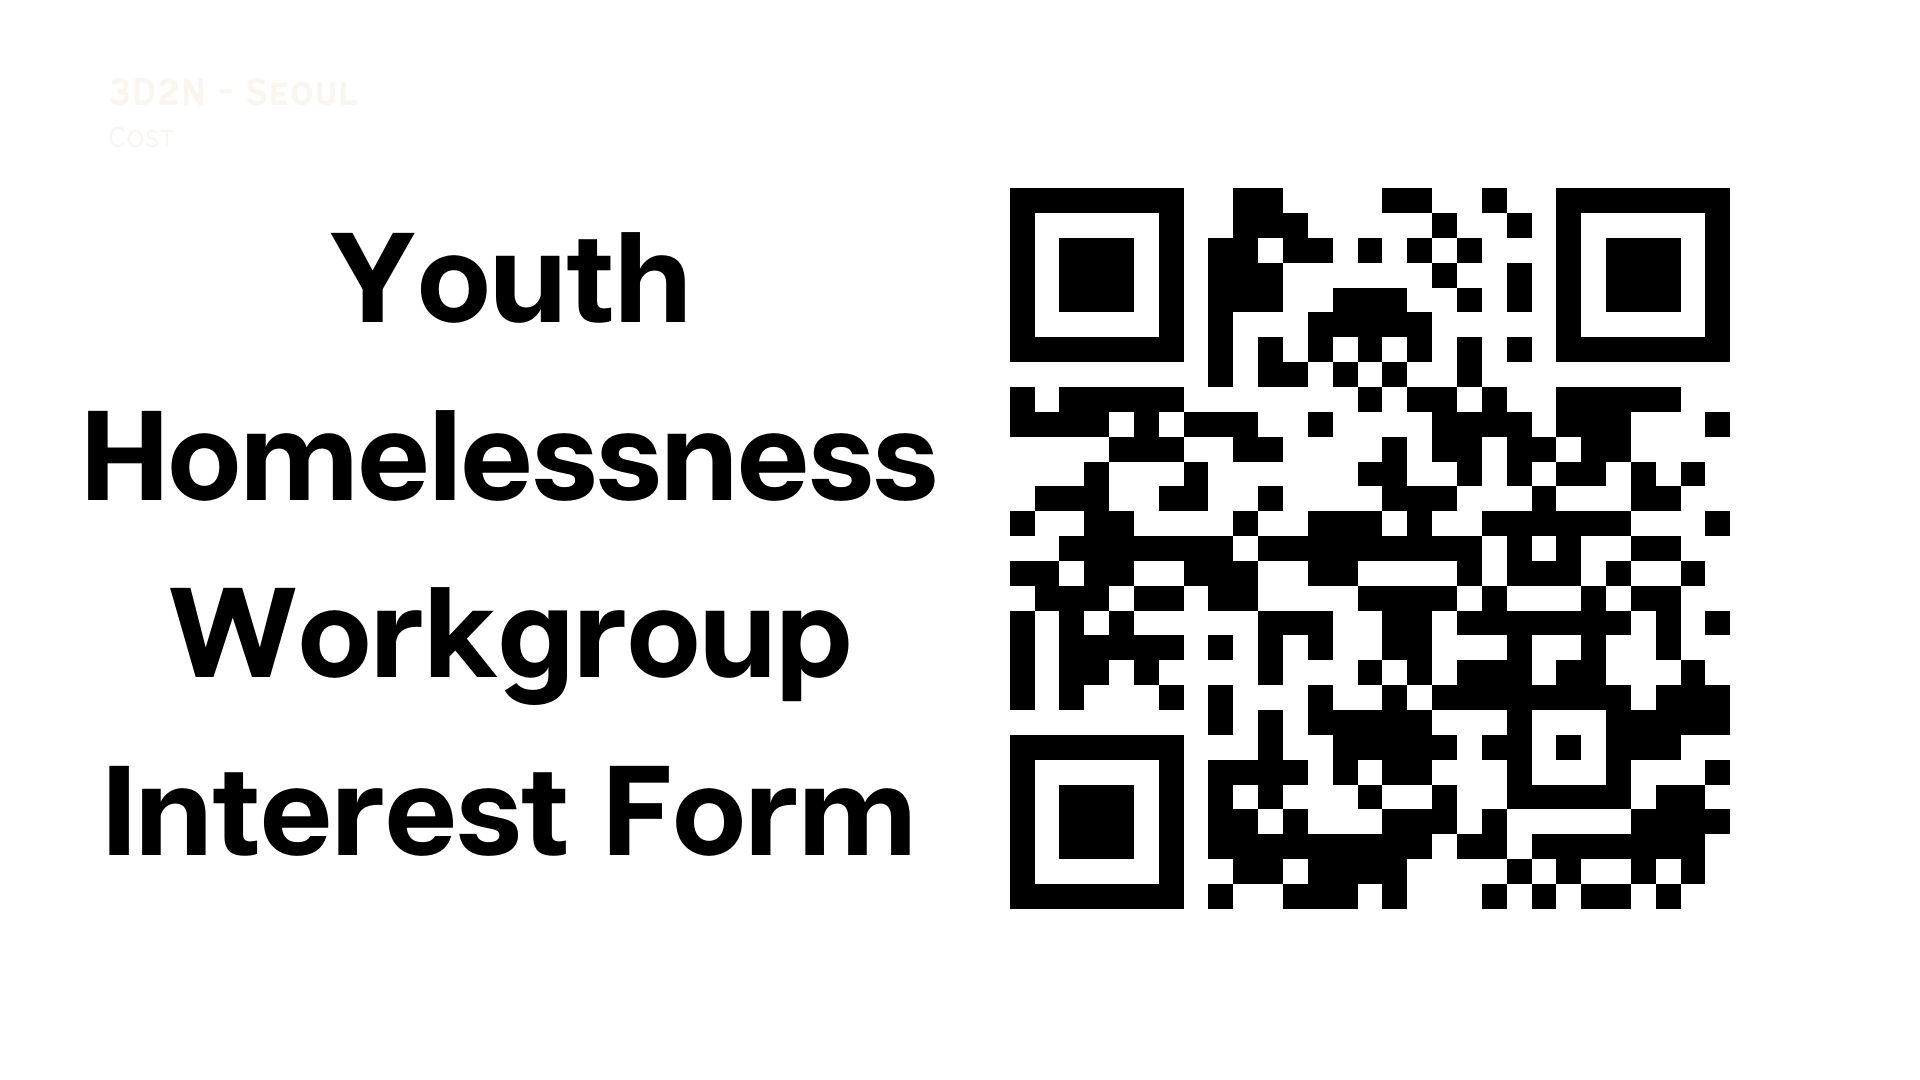 3D2N - Seoul
Cost
Youth
Homelessness
Workgroup
Interest Form